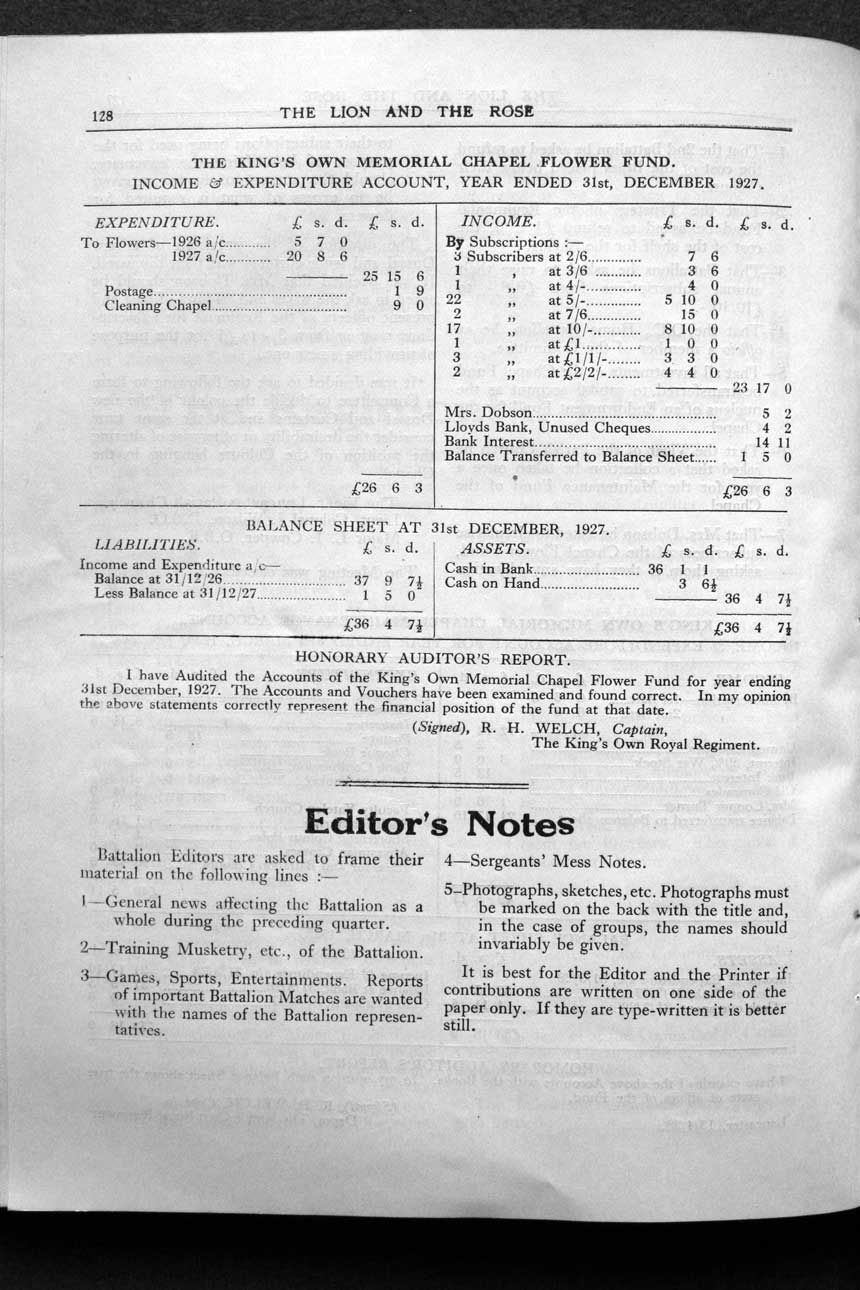 128
THE LION AND THE ROSE
THE KING'S OWN MEMORIAL CHAPEL FLOWER FUND.
INCOME & EXPENDITURE ACCOUNT, YEAR ENDED 31st, DECEMBER 1927.
EXPENDITURE. £ s. d. £ s. d.
To Flowers—1926 a/c............ 5 7 0
1927 a/c............ 20 8 6
25 15 6
Postage................................................ 1 9
Cleaning Chapel................................. 9 0
£26 6 3
INCOME. £ s. d. £ s. d.
By Subscriptions :—
3 Subscribers at 2/6............. 7 6
1 ,, at 3/6 ........... 3 6
1 ,, at 4/-.............. 4 0
22 ,, at 5/-.............. 5 10 0
2 ,, at 7/6............. 15 0
17 ,, at 10/-............ 8 10 0
1 ,, at £1............... 1 0 0
3 ,, at £1/1/-........ 3 3 0
2 ,, at £2/2/-........ 4 4 0
23 17 0
Mrs. Dobson............................................ 5 2
Lloyds Bank, Unused Cheques.................. 4 2
Bank Interest............................................ 14 11
Balance Transferred to Balance Sheet...... 1 5 0
£26 6 3
BALANCE SHEET AT 31st DECEMBER, 1927.
LIABILITIES. £ s. d.
Income and Expenditure a/c—
Balance at 31/12/26.............................. 37 9 7½
Less Balance at 31/12/27...................... 1 5 0
£36 4 7½
ASSETS. £ s. d. £ s. d.
Cash in Bank.......................... 36 1 1
Cash on Hand........................ 3 6½
36 4 7½
£36 4 7½
HONORARY AUDITOR'S REPORT.
I have Audited the Accounts of the King's Own Memorial Chapel Flower Fund for year ending
31st December, 1927. The Accounts and Vouchers have been examined and found correct. In my opinion
the above statements correctly represent the financial position of the fund at that date.
(Signed), R. H. WELCH, Captain,
The King's Own Royal Regiment.
Editor's Notes
Battalion Editors are asked to frame their
material on the following lines :—
1—General news affecting the Battalion as a
whole during the preceding quarter.
2—Training Musketry, etc., of the Battalion.
3—Games, Sports, Entertainments. Reports
of important Battalion Matches are wanted
with the names of the Battalion represen-
tatives.
4—Sergeants' Mess Notes.
5–Photographs, sketches, etc. Photographs must
be marked on the back with the title and,
in the case of groups, the names should
invariably be given.
It is best for the Editor and the Printer if
contributions are written on one side of the
paper only. If they are type-written it is better
still.